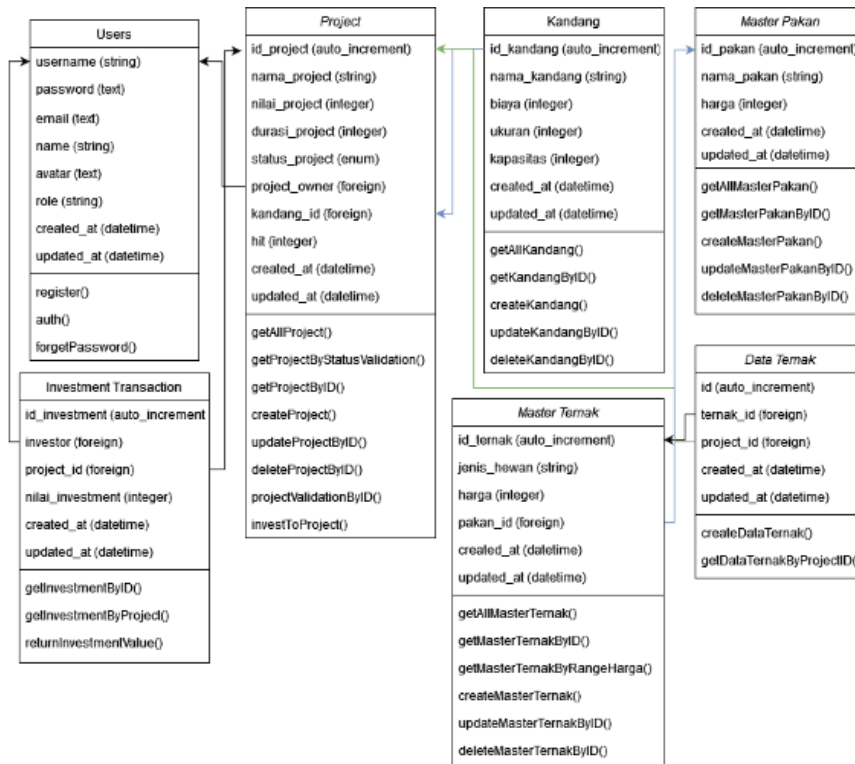 Users
username (string)
password (text)
email (text)
name (string)
avatar (text)
role (string)
created_at (datetime)
updated_at (datetime)
register()
auth()
forgetPassword()
Investment Transaction
id_investment (auto_increment
investor (foreign)
project_id (foreign)
nilai_investment (integer)
created_at (datetime)
updated_at (datetime)
getInvestmentByID()
getInvestmentByProject()
returnInvestmentValue()
Project
id_project (auto_increment)
nama_project (string)
nilai_project (integer)
durasi_project (integer)
status_project (enum)
project_owner (foreign)
kandang_id (foreign)
hit (integer)
created_at (datetime)
updated_at (datetime)
getAllProject()
getProjectByStatusValidation()
getProjectByID()
createProject()
updateProjectByID()
deleteProjectByID()
projectValidationByID()
investToProject()
Kandang
id_kandang (auto_increment)
nama_kandang (string)
biaya (integer)
ukuran (integer)
kapasitas (integer)
created_at (datetime)
updated_at (datetime)
getAllKandang()
getKandangByID()
createKandang()
updateKandangByID()
deleteKandangByID()
Master Ternak
id_ternak (auto_increment)
jenis_hewan (string)
harga (integer)
pakan_id (foreign)
created_at (datetime)
updated_at (datetime)
getAllMasterTernak()
getMasterTernakByID()
getMasterTernakByRangeHarga()
createMasterTernak()
updateMasterTernakByID()
deleteMasterTernakByID()
Master Pakan
id_pakan (auto_increment)
nama_pakan (string)
harga (integer)
created_at (datetime)
updated_at (datetime)
getAllMasterPakan()
getMasterPakanByID()
createMasterPakan()
updateMasterPakanByID()
deleteMasterPakanByID()
Data Ternak
id (auto_increment)
ternak_id (foreign)
project_id (foreign)
created_at (datetime)
updated_at (datetime)
createDataTernak()
getDataTernakByProjectID()